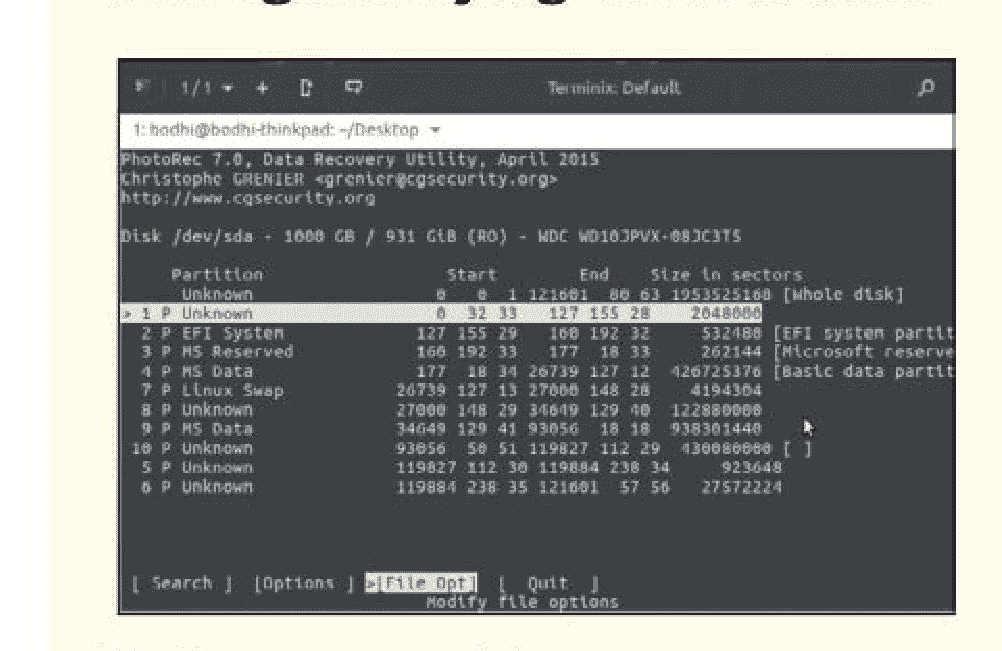 1/1
Terminix: Default
1: bodhi@bodhi-thinkpad: ~/Desktop
PhotoRec 7.0, Data Recovery Utility, April 2015
Christophe GRENIER <grenier@cgsecurity.org>
http://www.cgsecurity.org
Disk /dev/sda - 1000 GB / 931 GiB (RO) - WDC WD10JPVX-08JC3T5
Partition Start End Size in sectors
Unknown 0 0 1 121601 80 63 1953525168 [Whole disk]
> 1 P Unknown 0 32 33 127 155 28 2048000
2 P EFI System 127 155 29 160 192 32 532480 [EFI system partit
3 P MS Reserved 160 192 33 177 18 33 262144 [Microsoft reserve
4 P MS Data 177 18 34 26739 127 12 426725376 [Basic data partit
7 P Linux Swap 26739 127 13 27000 148 28 4194304
8 P Unknown 27000 148 29 34649 129 40 122880000
9 P MS Data 34649 129 41 93056 18 18 938301440
10 P Unknown 93056 50 51 119827 112 29 430080000 [ ]
5 P Unknown 119827 112 30 119884 238 34 923648
6 P Unknown 119884 238 35 121601 57 56 27572224
[ Search ] [Options ] >[File Opt] [ Quit ]
Modify file options